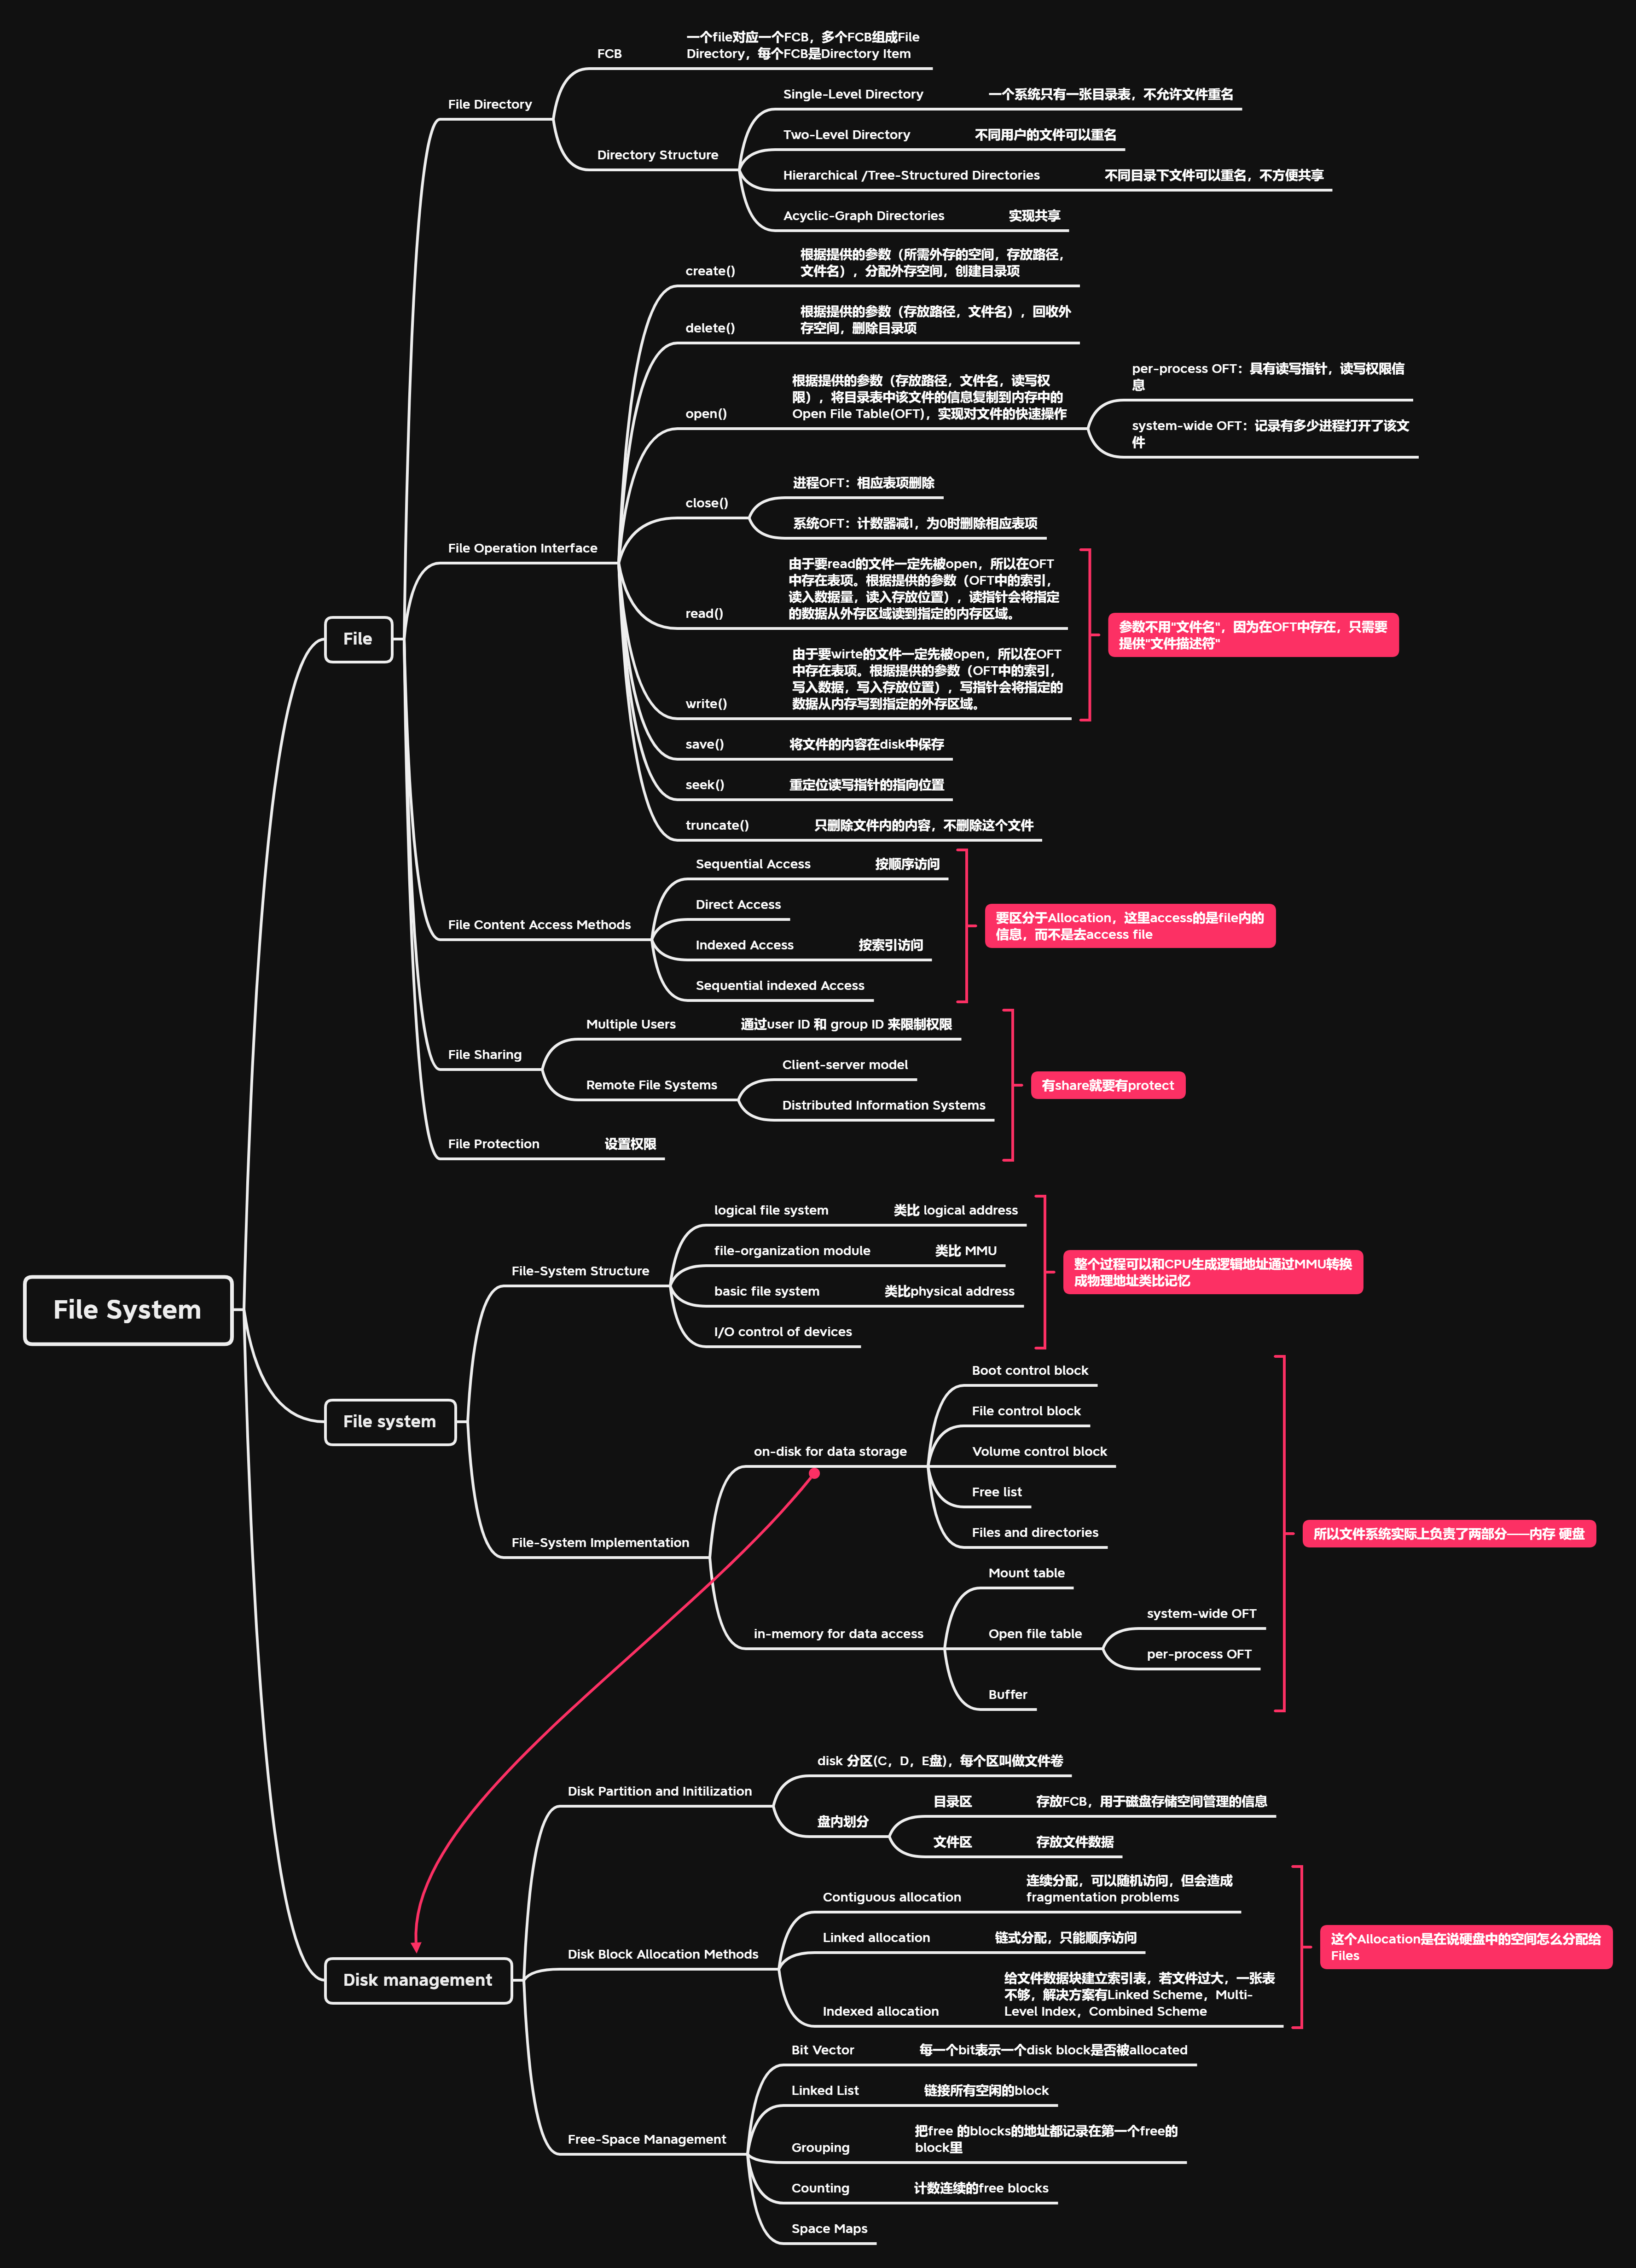 一个file对应一个FCB，多个FCB组成File
Directory，每个FCB是Directory Item
FCB
Single-Level Directory
一个系统只有一张目录表，不允许文件重名
File Directory
Two-Level Directory
不同用户的文件可以重名
Directory Structure
Hierarchical /Tree-Structured Directories
不同目录下文件可以重名，不方便共享
Acyclic-Graph Directories
实现共享
根据提供的参数（所需外存的空间，存放路径，
文件名），分配外存空间，创建目录项
create()
根据提供的参数（存放路径，文件名），回收外
存空间，删除目录项
delete()
根据提供的参数（存放路径，文件名，读写权
限），将目录表中该文件的信息复制到内存中的
Open File Table(OFT)，实现对文件的快速操作
open()
per-process OFT：具有读写指针，读写权限信
息
system-wide OFT：记录有多少进程打开了该文
件
close()
进程OFT：相应表项删除
系统OFT：计数器减1，为0时删除相应表项
File Operation Interface
由于要read的文件一定先被open，所以在OFT
中存在表项。根据提供的参数（OFT中的索引，
读入数据量，读入存放位置），读指针会将指定
的数据从外存区域读到指定的内存区域。
read()
由于要wirte的文件一定先被open，所以在OFT
中存在表项。根据提供的参数（OFT中的索引，
写入数据，写入存放位置），写指针会将指定的
数据从内存写到指定的外存区域。
write()
参数不用"文件名"，因为在OFT中存在，只需要
提供"文件描述符"
File
save()
将文件的内容在disk中保存
seek()
重定位读写指针的指向位置
truncate()
只删除文件内的内容，不删除这个文件
Sequential Access
按顺序访问
Direct Access
File Content Access Methods
Indexed Access
按索引访问
Sequential indexed Access
要区分于Allocation，这里access的是file内的
信息，而不是去access file
Multiple Users
通过user ID 和 group ID 来限制权限
File Sharing
Remote File Systems
Client-server model
Distributed Information Systems
有share就要有protect
File Protection
设置权限
File System
logical file system
类比 logical address
file-organization module
类比 MMU
File-System Structure
basic file system
类比physical address
I/O control of devices
整个过程可以和CPU生成逻辑地址通过MMU转换
成物理地址类比记忆
File system
Boot control block
File control block
on-disk for data storage
Volume control block
Free list
Files and directories
File-System Implementation
所以文件系统实际上负责了两部分——内存 硬盘
Mount table
in-memory for data access
Open file table
system-wide OFT
per-process OFT
Buffer
disk 分区(C，D，E盘)，每个区叫做文件卷
Disk Partition and Initilization
盘内划分
目录区
存放FCB，用于磁盘存储空间管理的信息
文件区
存放文件数据
连续分配，可以随机访问，但会造成
fragmentation problems
Contiguous allocation
Linked allocation
链式分配，只能顺序访问
Disk Block Allocation Methods
给文件数据块建立索引表，若文件过大，一张表
不够，解决方案有Linked Scheme，Multi-
Level Index，Combined Scheme
Indexed allocation
这个Allocation是在说硬盘中的空间怎么分配给
Files
Disk management
Bit Vector
每一个bit表示一个disk block是否被allocated
Linked List
链接所有空闲的block
Free-Space Management
把free 的blocks的地址都记录在第一个free的
block里
Grouping
Counting
计数连续的free blocks
Space Maps